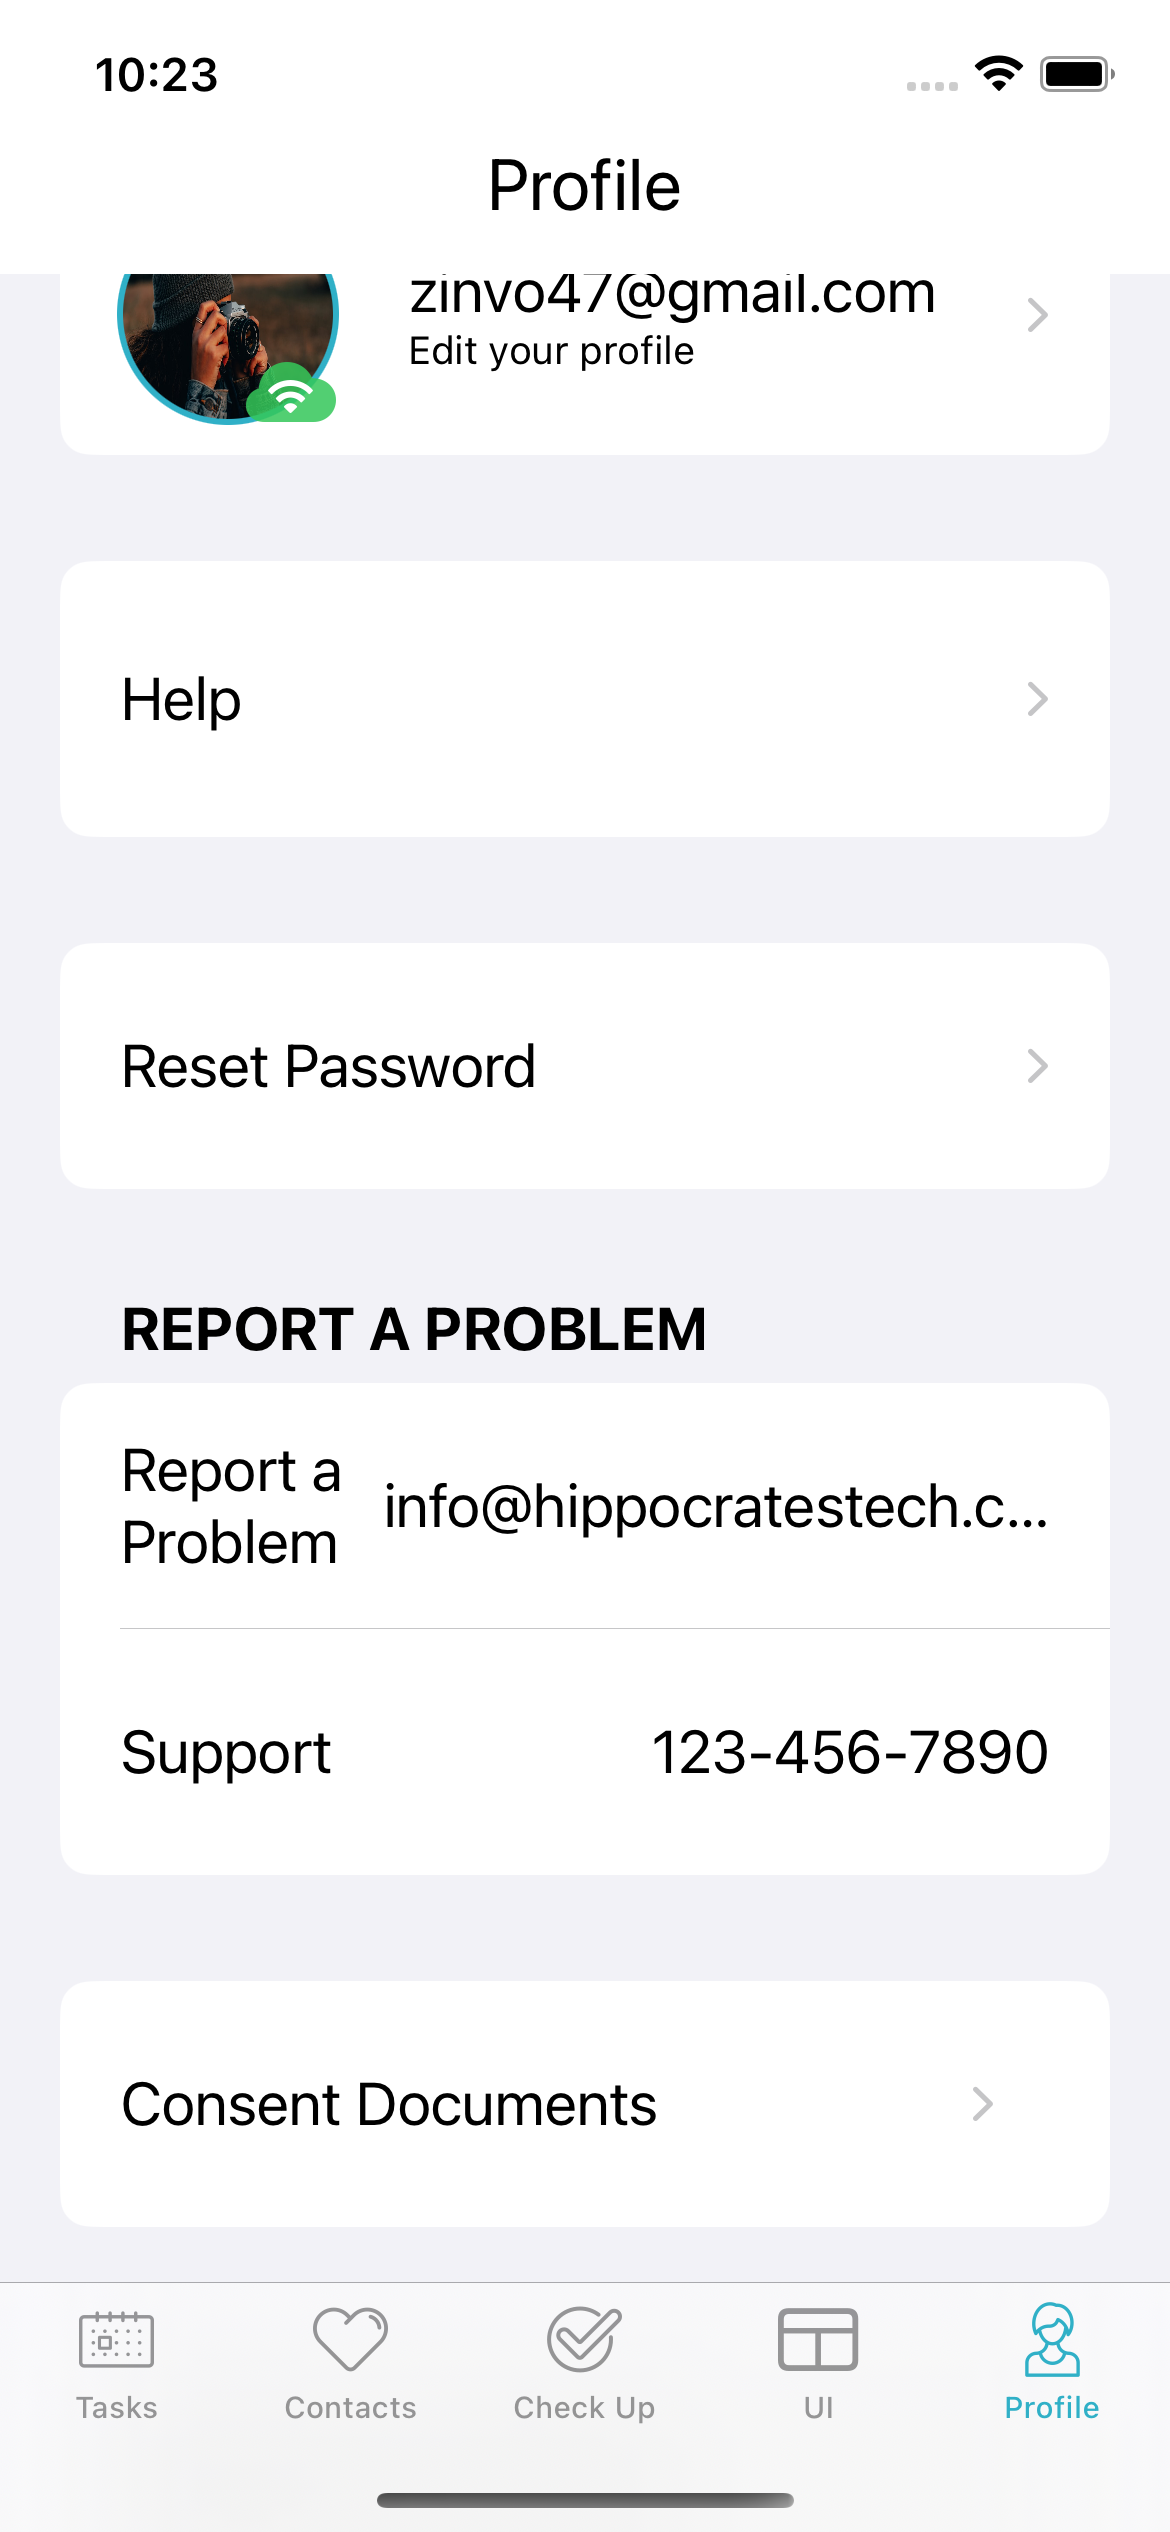 10:23
Profile
zinvo47@gmail.com
Edit your profile
Help
Reset Password
REPORT A PROBLEM
Report a
Problem
info@hippocratestech.c...
Support
123-456-7890
Consent Documents
Tasks
Contacts
Check Up
UI
Profile